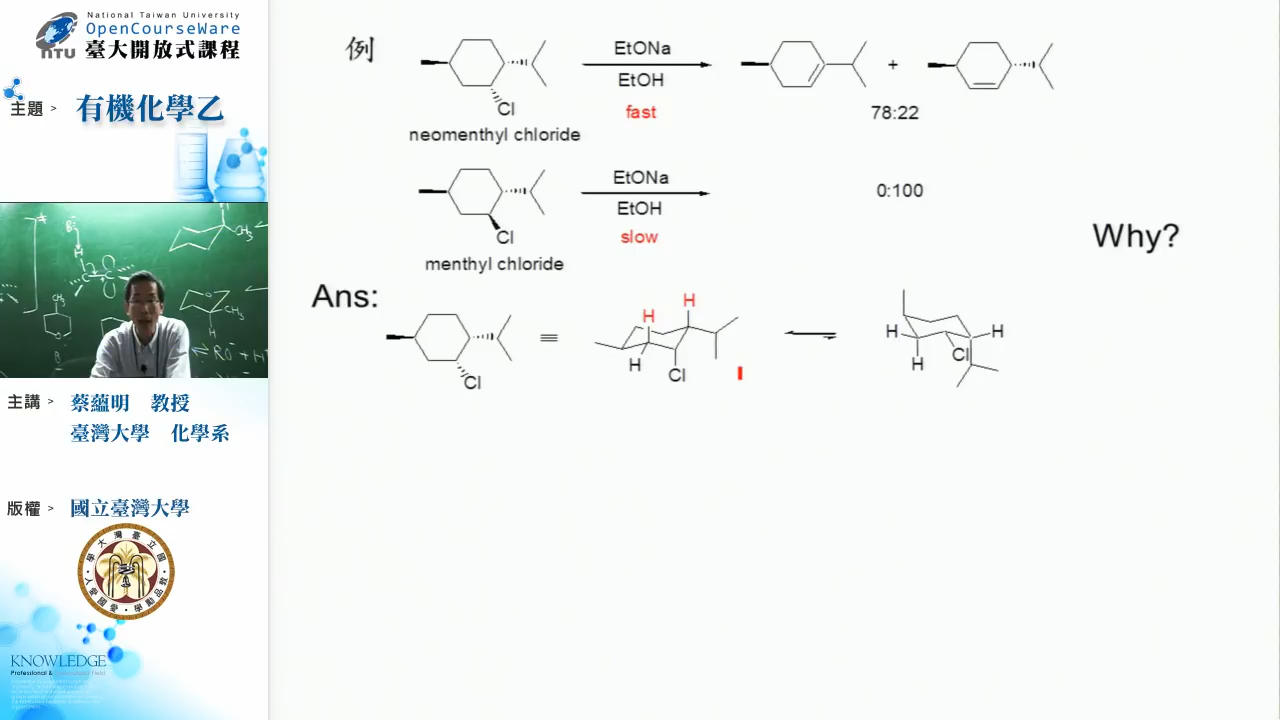 National Taiwan University
OpenCourseWare
NTU 臺大開放式課程
主題 > 有機化學乙
主講 > 蔡蘊明 教授
臺灣大學 化學系
版權 > 國立臺灣大學
KNOWLEDGE
例
Cl
EtONa
EtOH
fast
+
78:22
neomenthyl chloride
Cl
EtONa
EtOH
slow
0:100
menthyl chloride
Why?
Ans:
Cl
≡
H
H
H
Cl
I
H
H
H
Cl